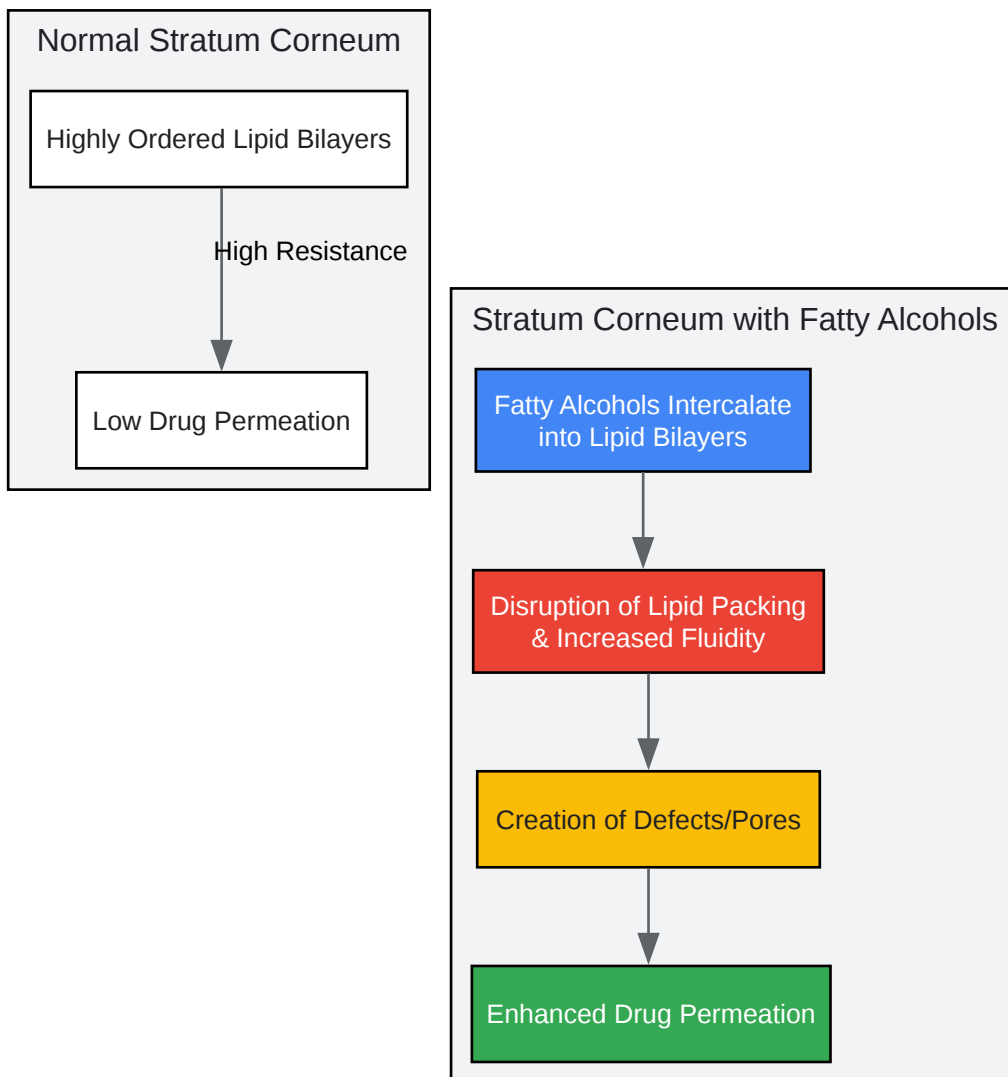 Normal Stratum Corneum
Highly Ordered Lipid Bilayers
High Resistance
Low Drug Permeation
Stratum Corneum with Fatty Alcohols
Fatty Alcohols Intercalate
into Lipid Bilayers
Disruption of Lipid Packing
& Increased Fluidity
Creation of Defects/Pores
Enhanced Drug Permeation